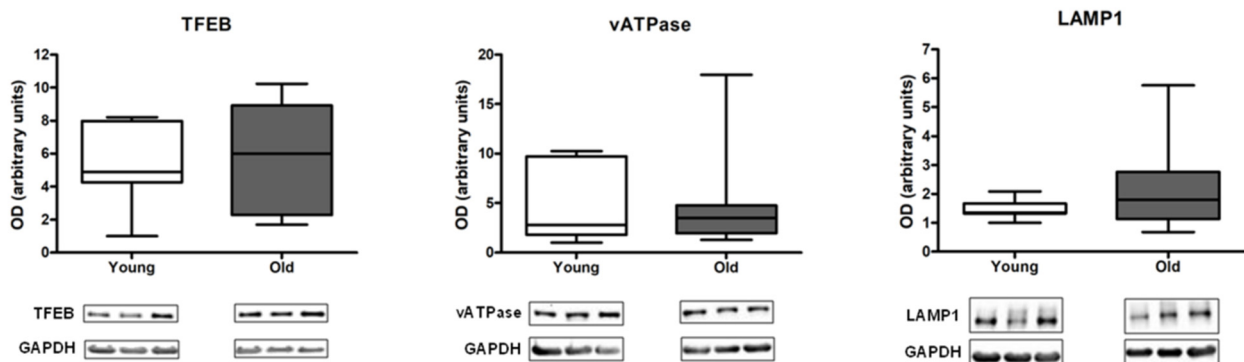 TFEB
OD (arbitrary units)
12
10
8
6
4
2
0
Young Old
TFEB
GAPDH
vATPase
OD (arbitrary units)
20
15
10
5
0
Young Old
vATPase
GAPDH
LAMP1
OD (arbitrary units)
7
6
5
4
3
2
1
0
Young Old
LAMP1
GAPDH